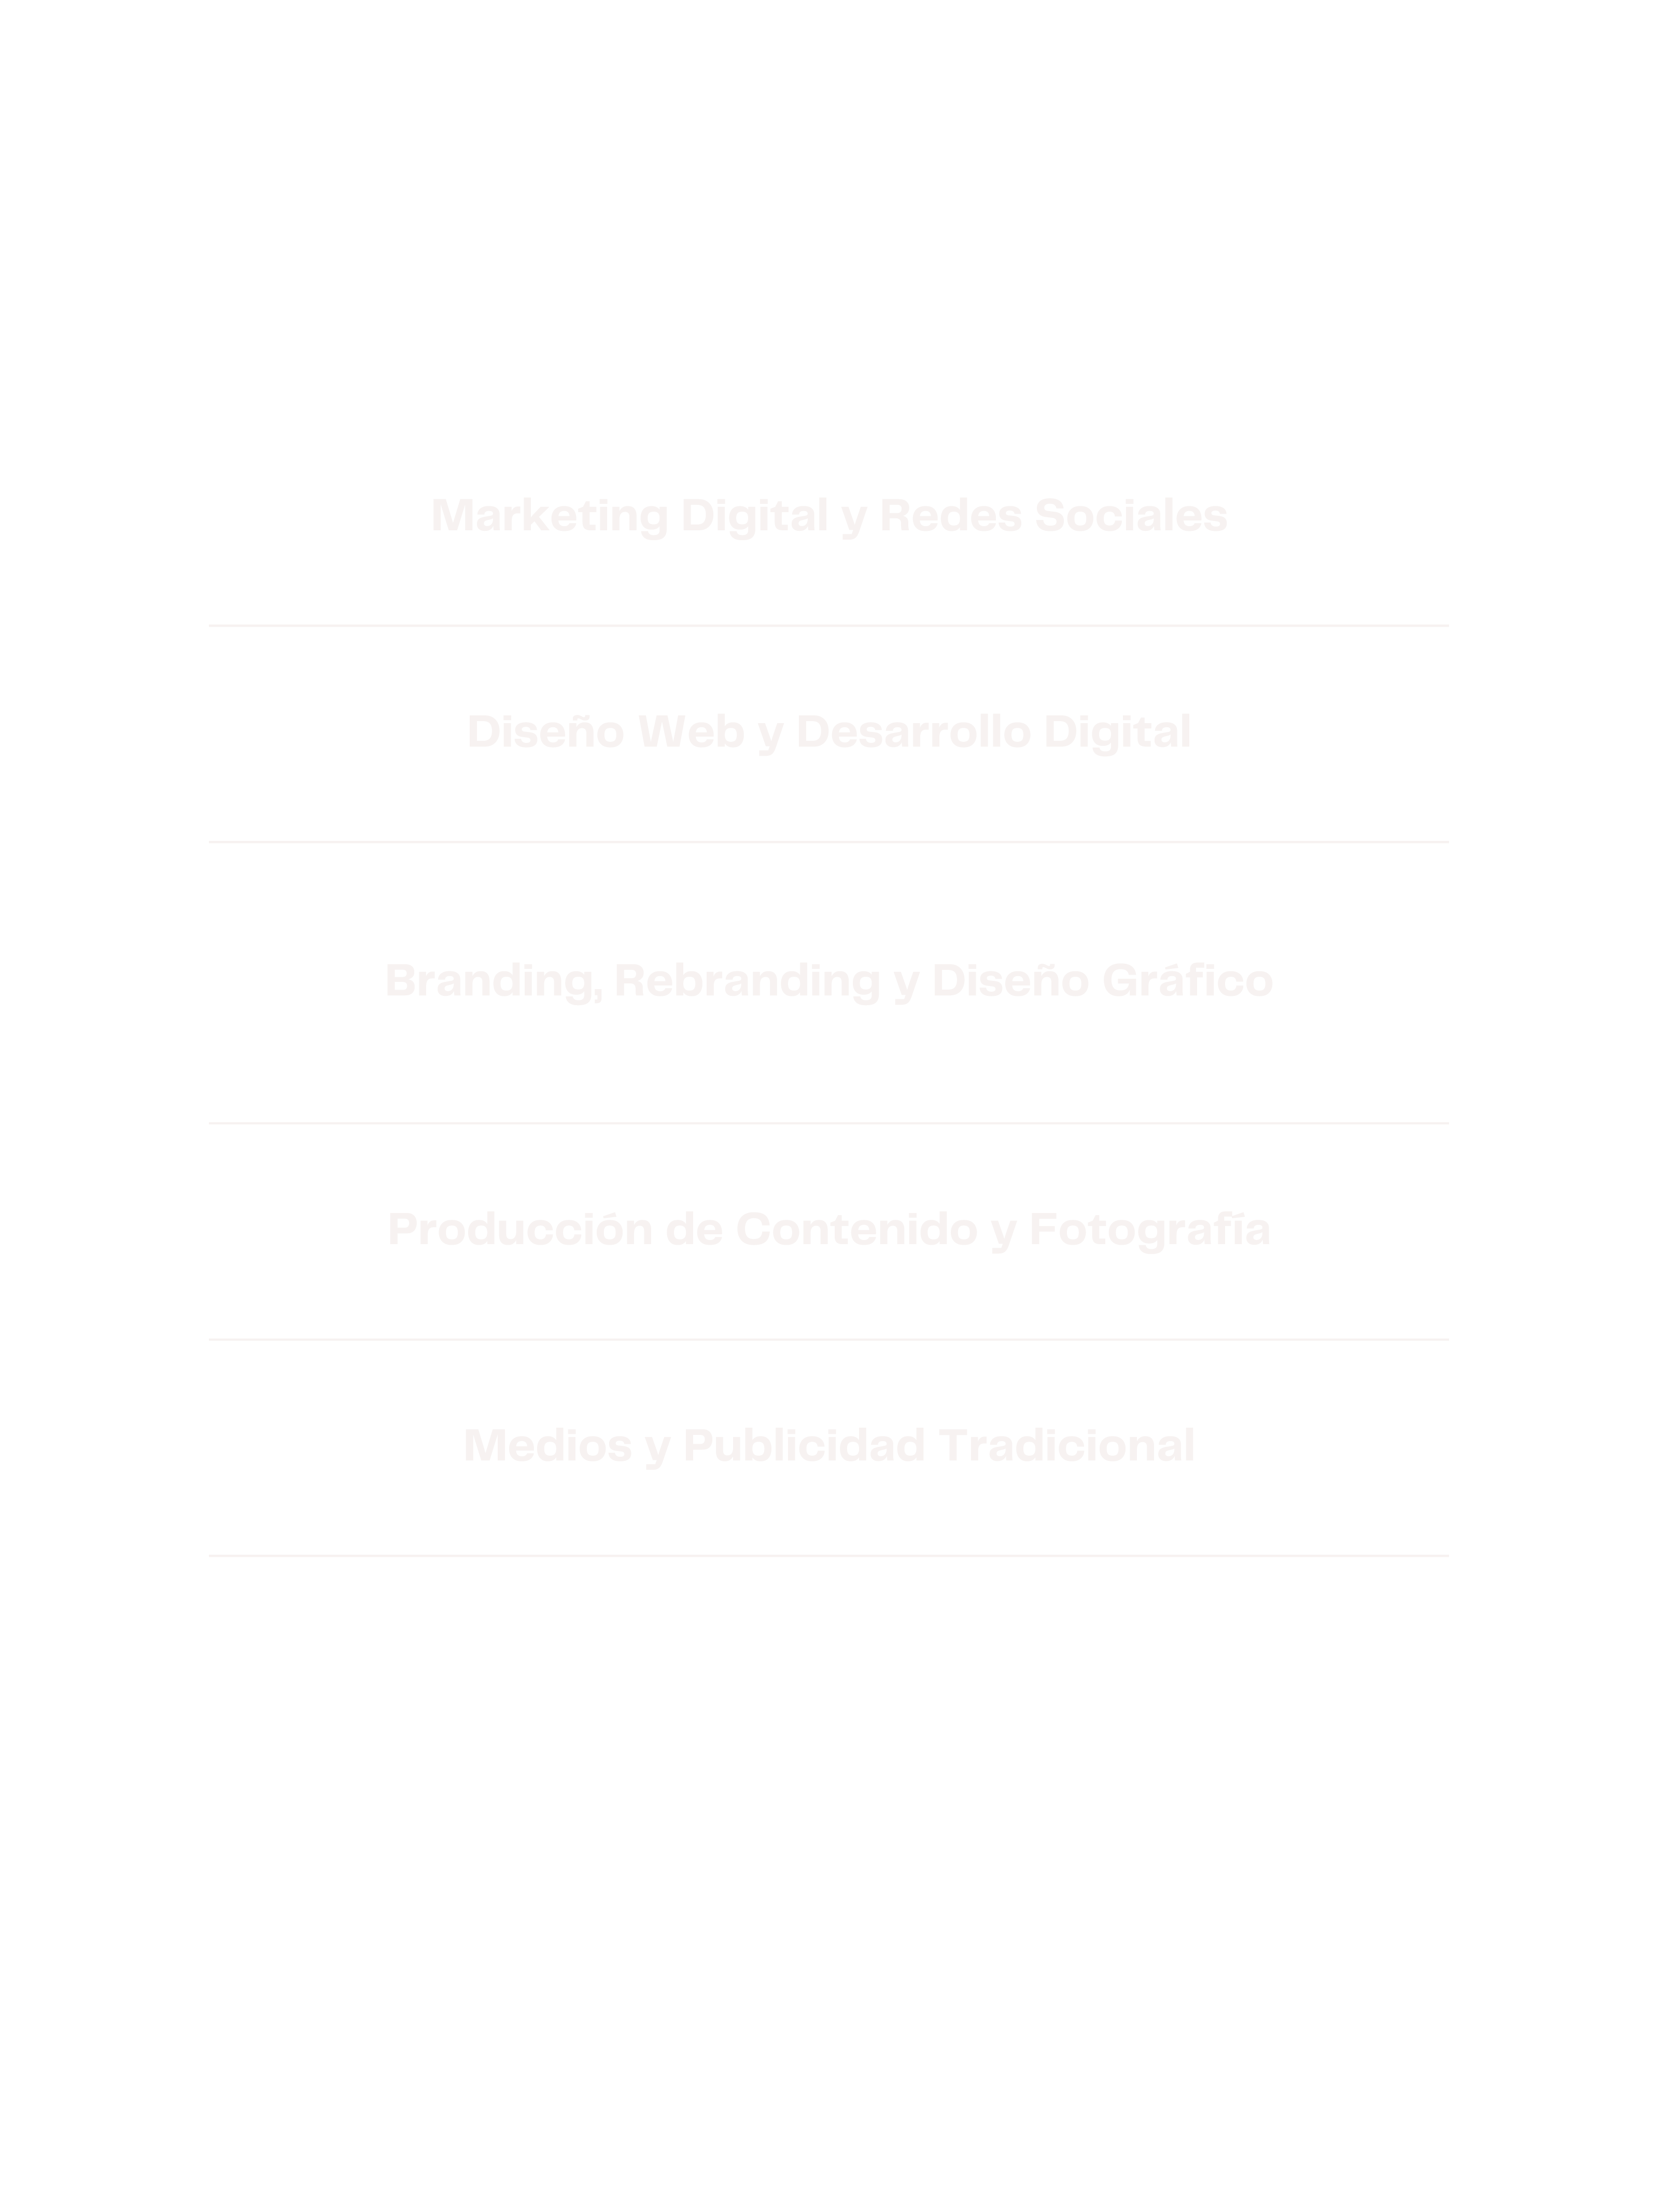 Marketing Digital y Redes Sociales
Diseño Web y Desarrollo Digital
Branding, Rebranding y Diseño Gráfico
Producción de Contenido y Fotografía
Medios y Publicidad Tradicional